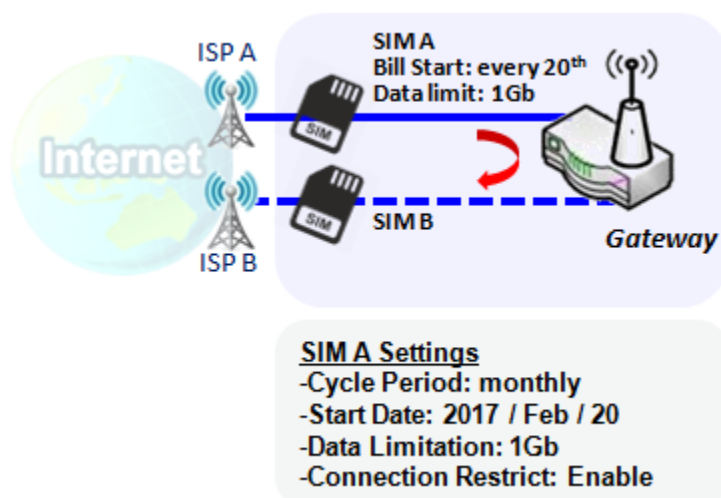 ISP A
SIM A
Bill Start: every 20th
Data limit: 1Gb
SIM
Internet
SIM
SIM B
Gateway
ISP B
SIM A Settings
-Cycle Period: monthly
-Start Date: 2017 / Feb / 20
-Data Limitation: 1Gb
-Connection Restrict: Enable